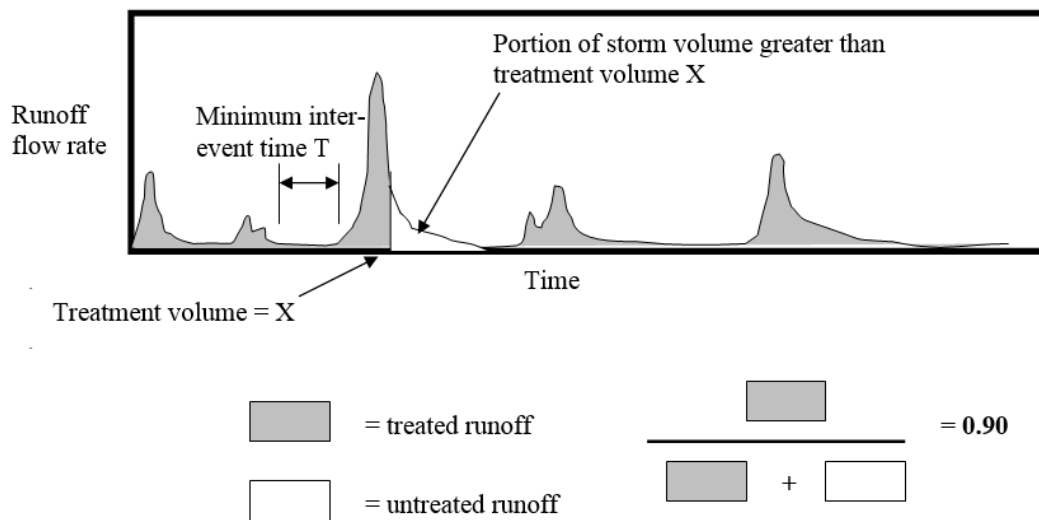 Portion of storm volume greater than
treatment volume X
Runoff
flow rate
Minimum inter-
event time T
Time
Treatment volume = X
= treated runoff
= 0.90
+
= untreated runoff